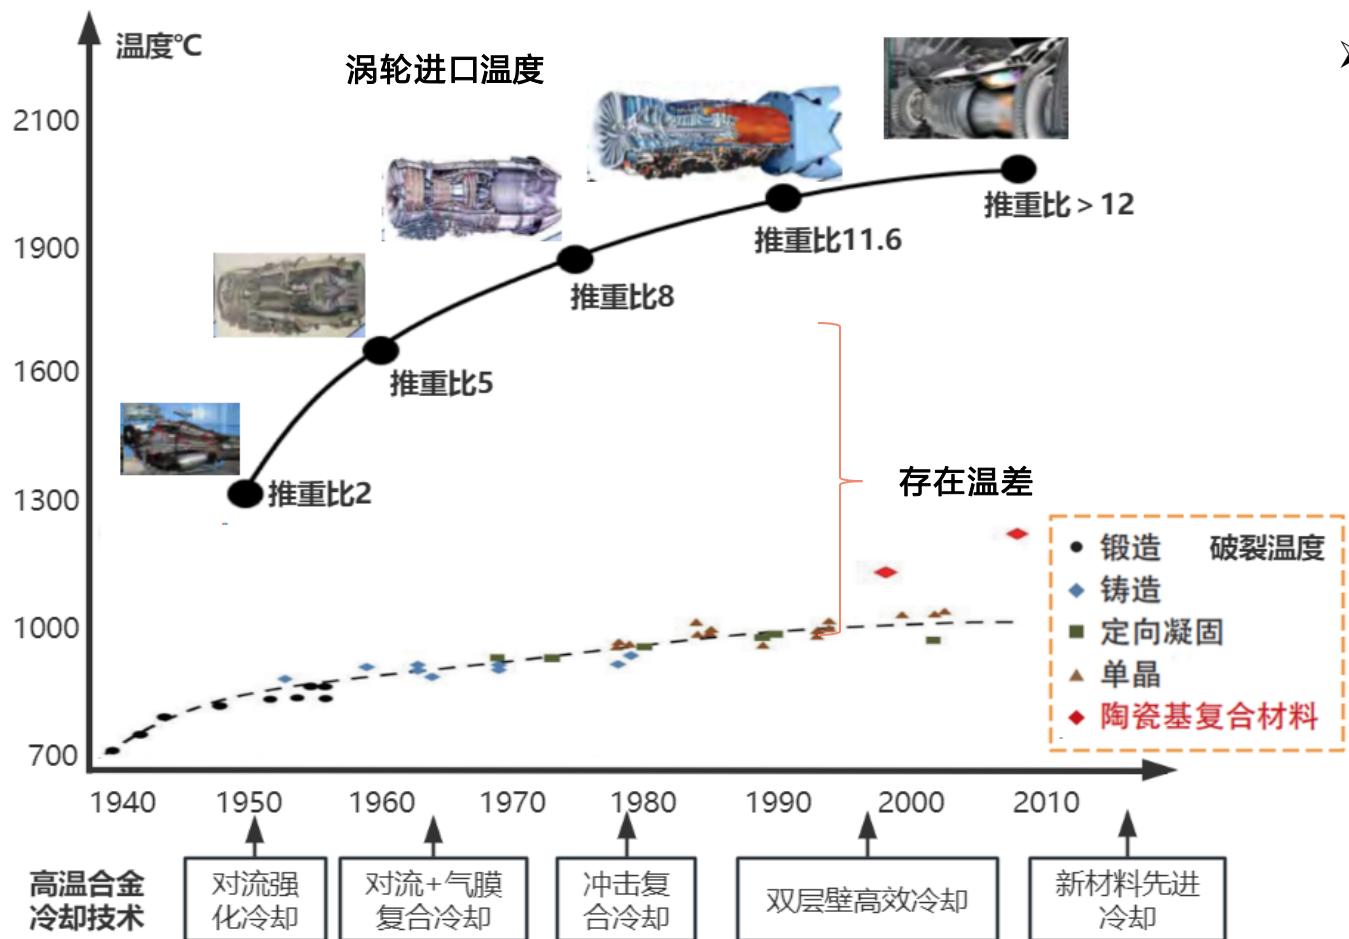 温度℃
涡轮进口温度
2100
1900
1600
1300
1000
700
推重比＞12
推重比11.6
推重比8
推重比5
推重比2
存在温差
锻造 破裂温度
铸造
定向凝固
单晶
陶瓷基复合材料
1940 1950 1960 1970 1980 1990 2000 2010
高温合金
冷却技术
对流强
化冷却
对流+气膜
复合冷却
冲击复
合冷却
双层壁高效冷却
新材料先进
冷却